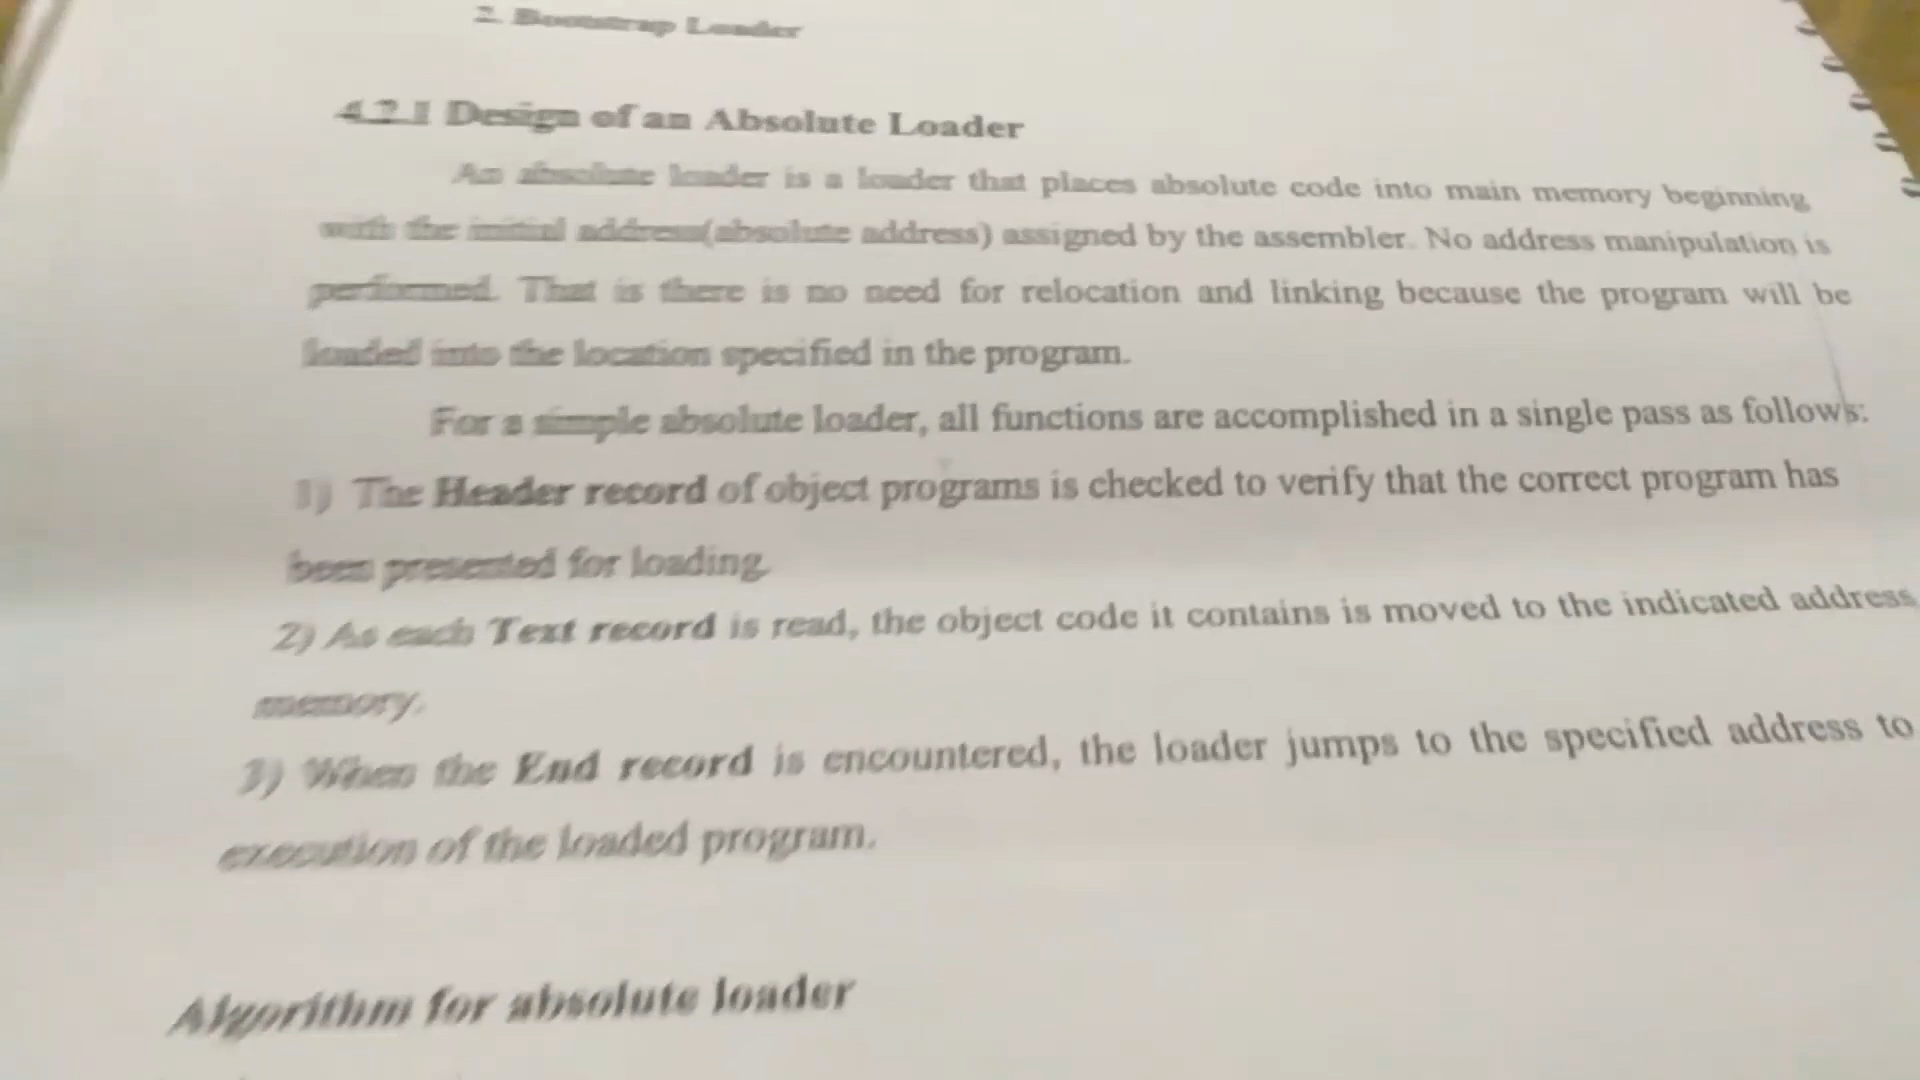 2. Bootstrap Loader
4.2.1 Design of an Absolute Loader
An absolute loader is a loader that places absolute code into main memory beginning
with the initial address(absolute address) assigned by the assembler. No address manipulation is
performed. That is there is no need for relocation and linking because the program will be
loaded into the location specified in the program.
For a simple absolute loader, all functions are accomplished in a single pass as follows:
1) The Header record of object programs is checked to verify that the correct program has
been presented for loading.
2) As each Text record is read, the object code it contains is moved to the indicated address
memory.
3) When the End record is encountered, the loader jumps to the specified address to
execution of the loaded program.
Algorithm for absolute loader